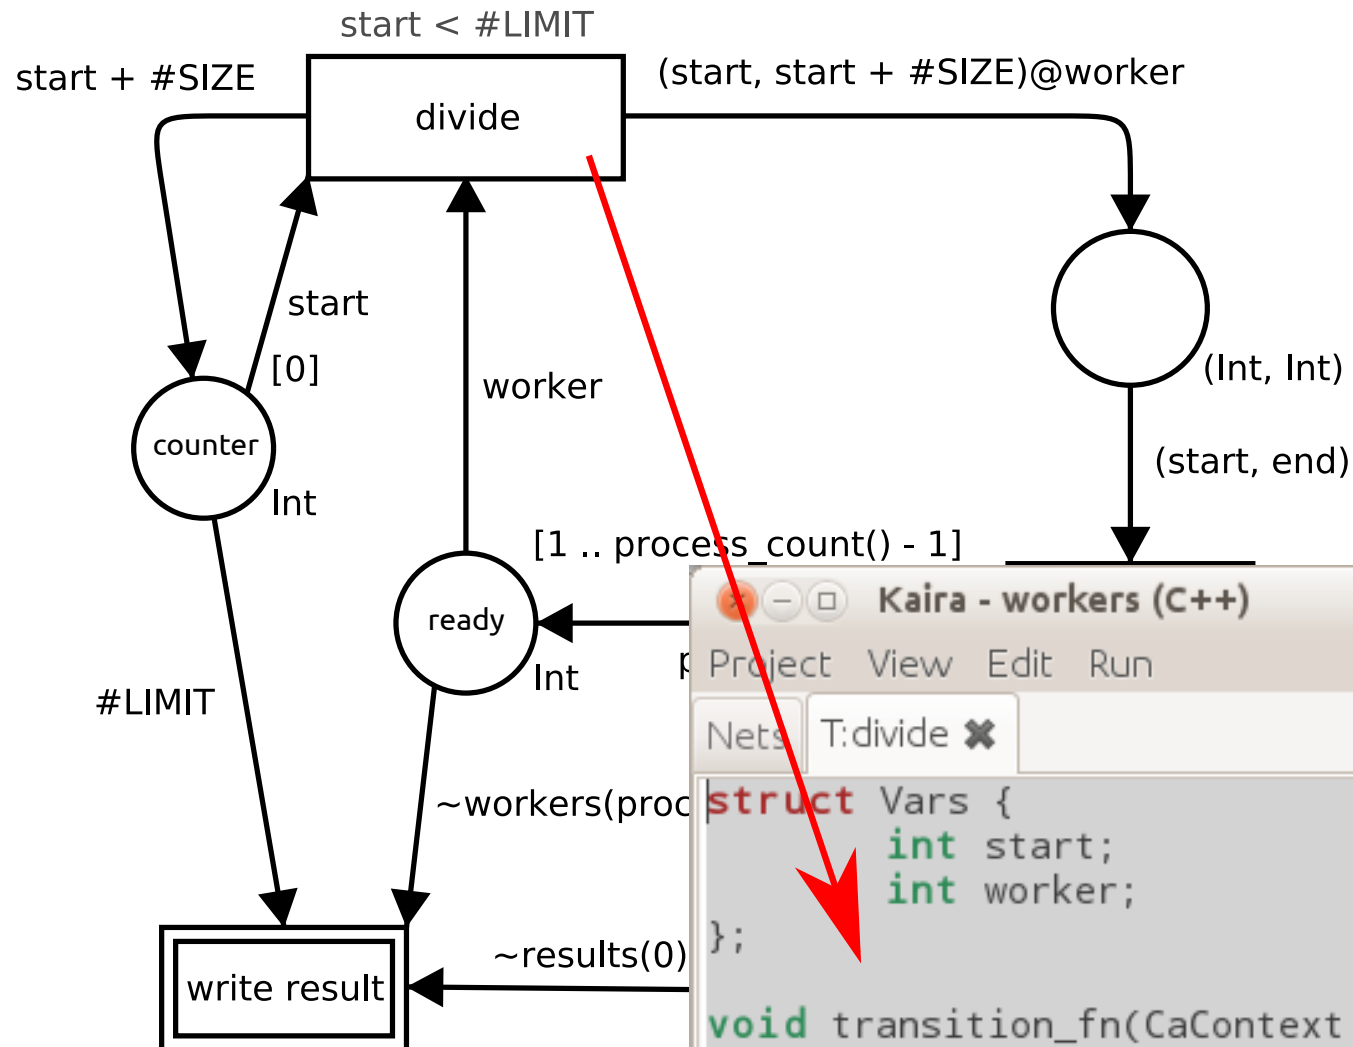 start < #LIMIT
start + #SIZE
(start, start + #SIZE)@worker
divide
start
[0]
worker
(Int, Int)
counter
(start, end)
Int
[1 .. process_count() - 1]
ready
Int
#LIMIT
~workers(proc
~results(0)
write result
Kaira - workers (C++)
Project View Edit Run
Nets T:divide
struct Vars {
int start;
int worker;
};
void transition_fn(CaContext